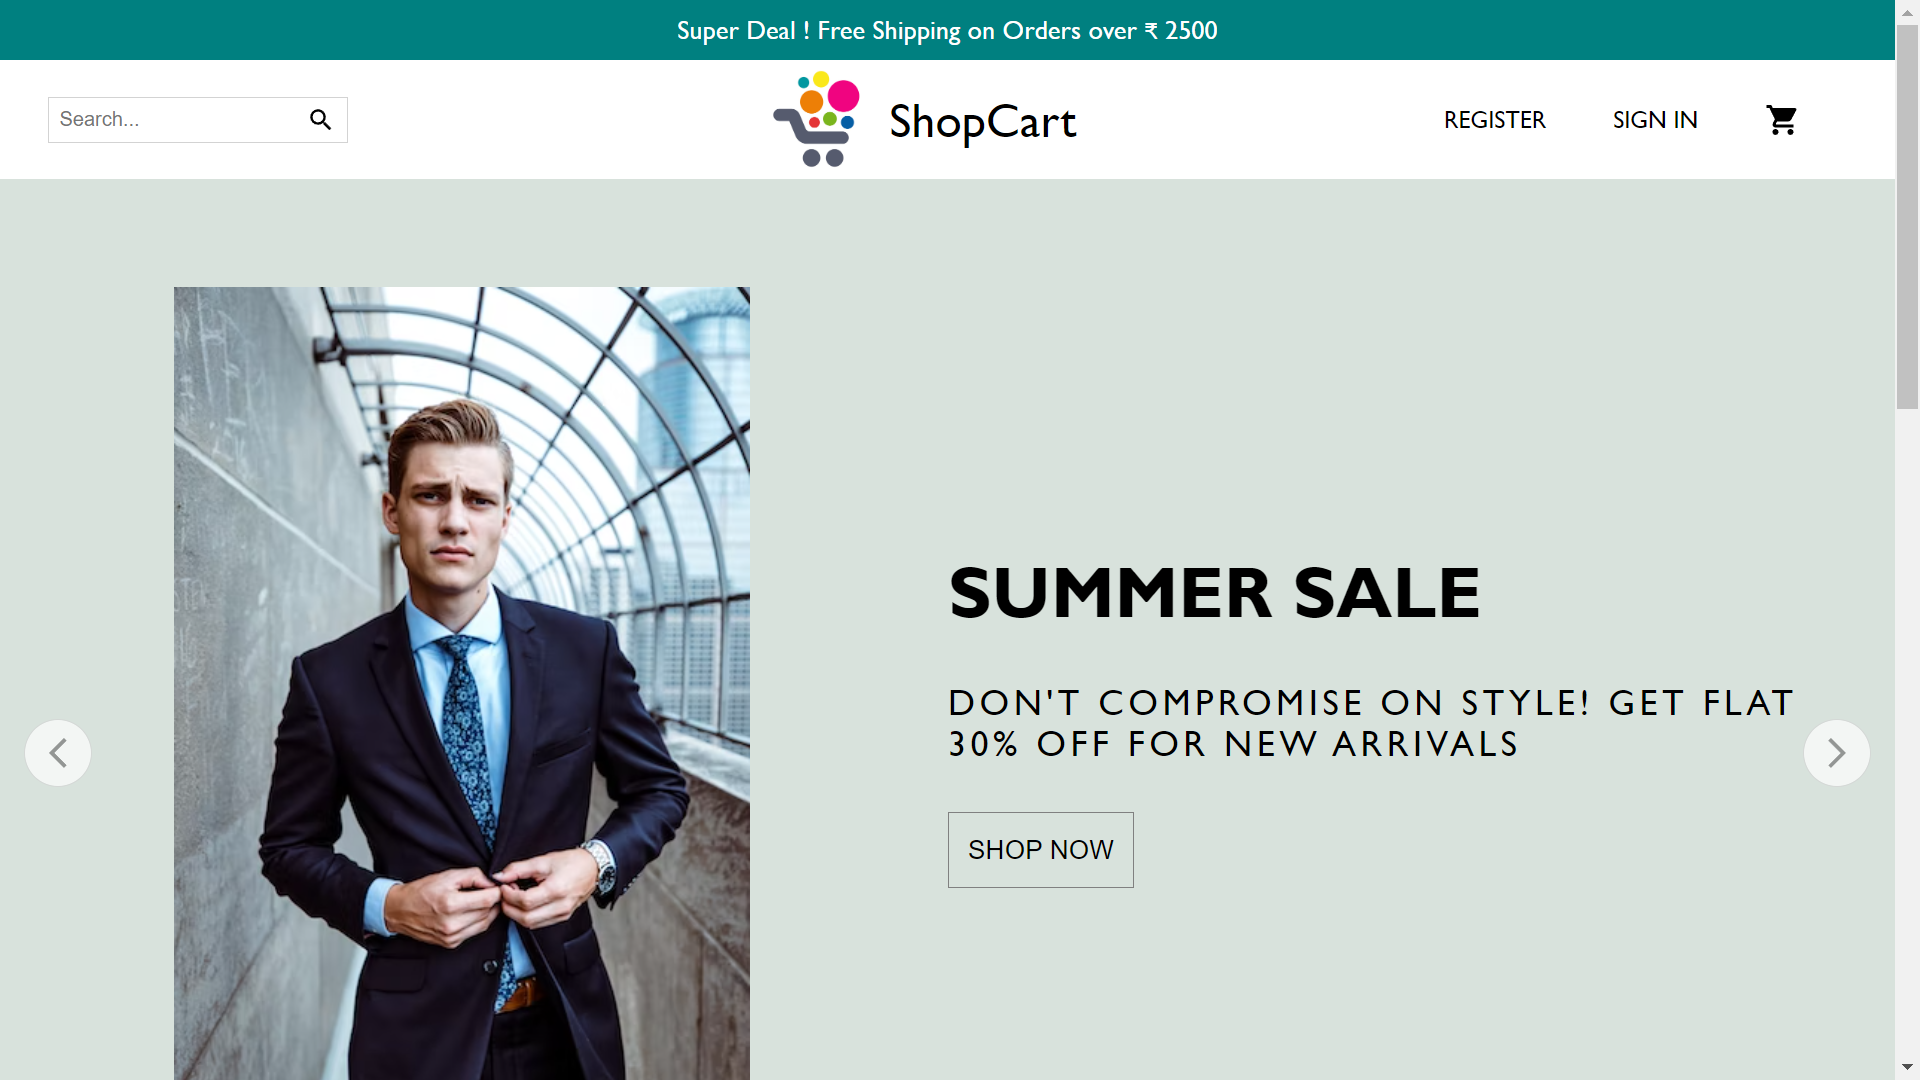 Super Deal ! Free Shipping on Orders over ₹ 2500
Search...
ShopCart
REGISTER
SIGN IN
SUMMER SALE
DON'T COMPROMISE ON STYLE! GET FLAT
30% OFF FOR NEW ARRIVALS
SHOP NOW